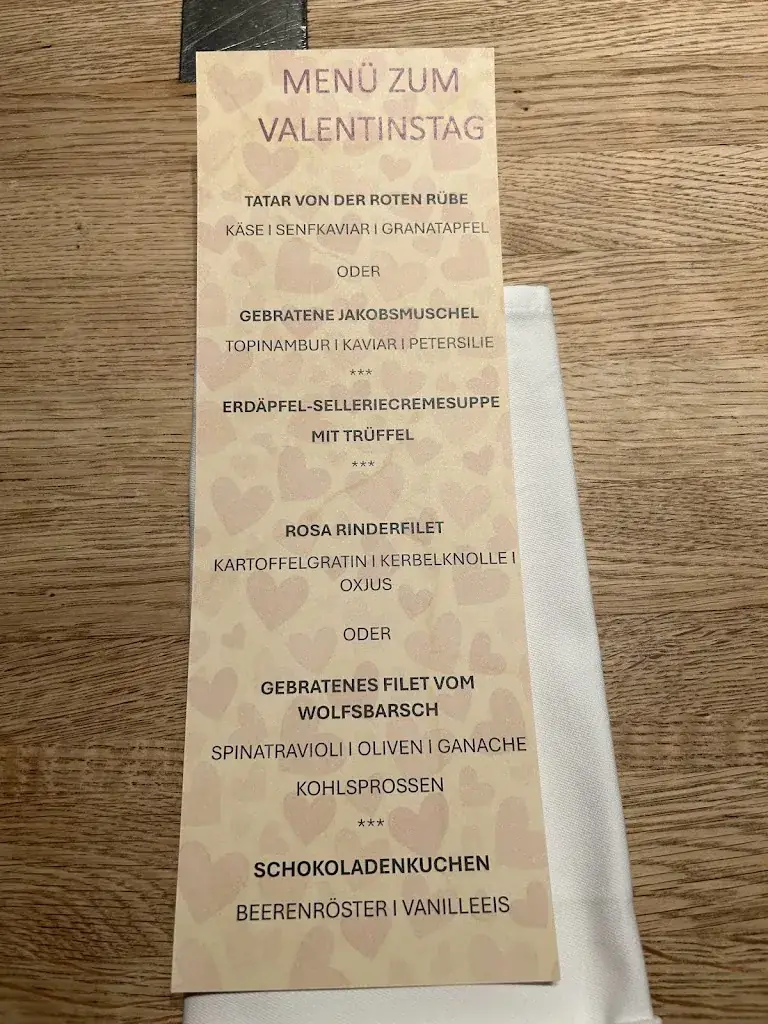 MENÜ ZUM
VALENTINSTAG
TATAR VON DER ROTEN RÜBE
KÄSE I SENFKAVIAR I GRANATAPFEL
ODER
GEBRATENE JAKOBSMUSCHEL
TOPINAMBUR I KAVIAR I PETERSILIE
***
ERDÄPFEL-SELLERIECREMESUPPE
MIT TRÜFFEL
***
ROSA RINDERFILET
KARTOFFELGRATIN I KERBELKNOLLE I
OXJUS
ODER
GEBRATENES FILET VOM
WOLFSBARSCH
SPINATRAVIOLI I OLIVEN I GANACHE
KOHLSPROSSEN
***
SCHOKOLADENKUCHEN
BEERENRÖSTER I VANILLEEIS